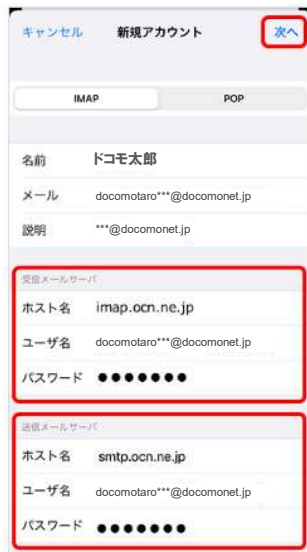 キャンセル 新規アカウント 次へ
IMAP POP
名前 ドコモ太郎
メール docomotaro***@docomonet.jp
説明 ***@docomonet.jp
受信メールサーバ
ホスト名 imap.ocn.ne.jp
ユーザ名 docomotaro***@docomonet.jp
パスワード ●●●●●●●
送信メールサーバ
ホスト名 smtp.ocn.ne.jp
ユーザ名 docomotaro***@docomonet.jp
パスワード ●●●●●●●